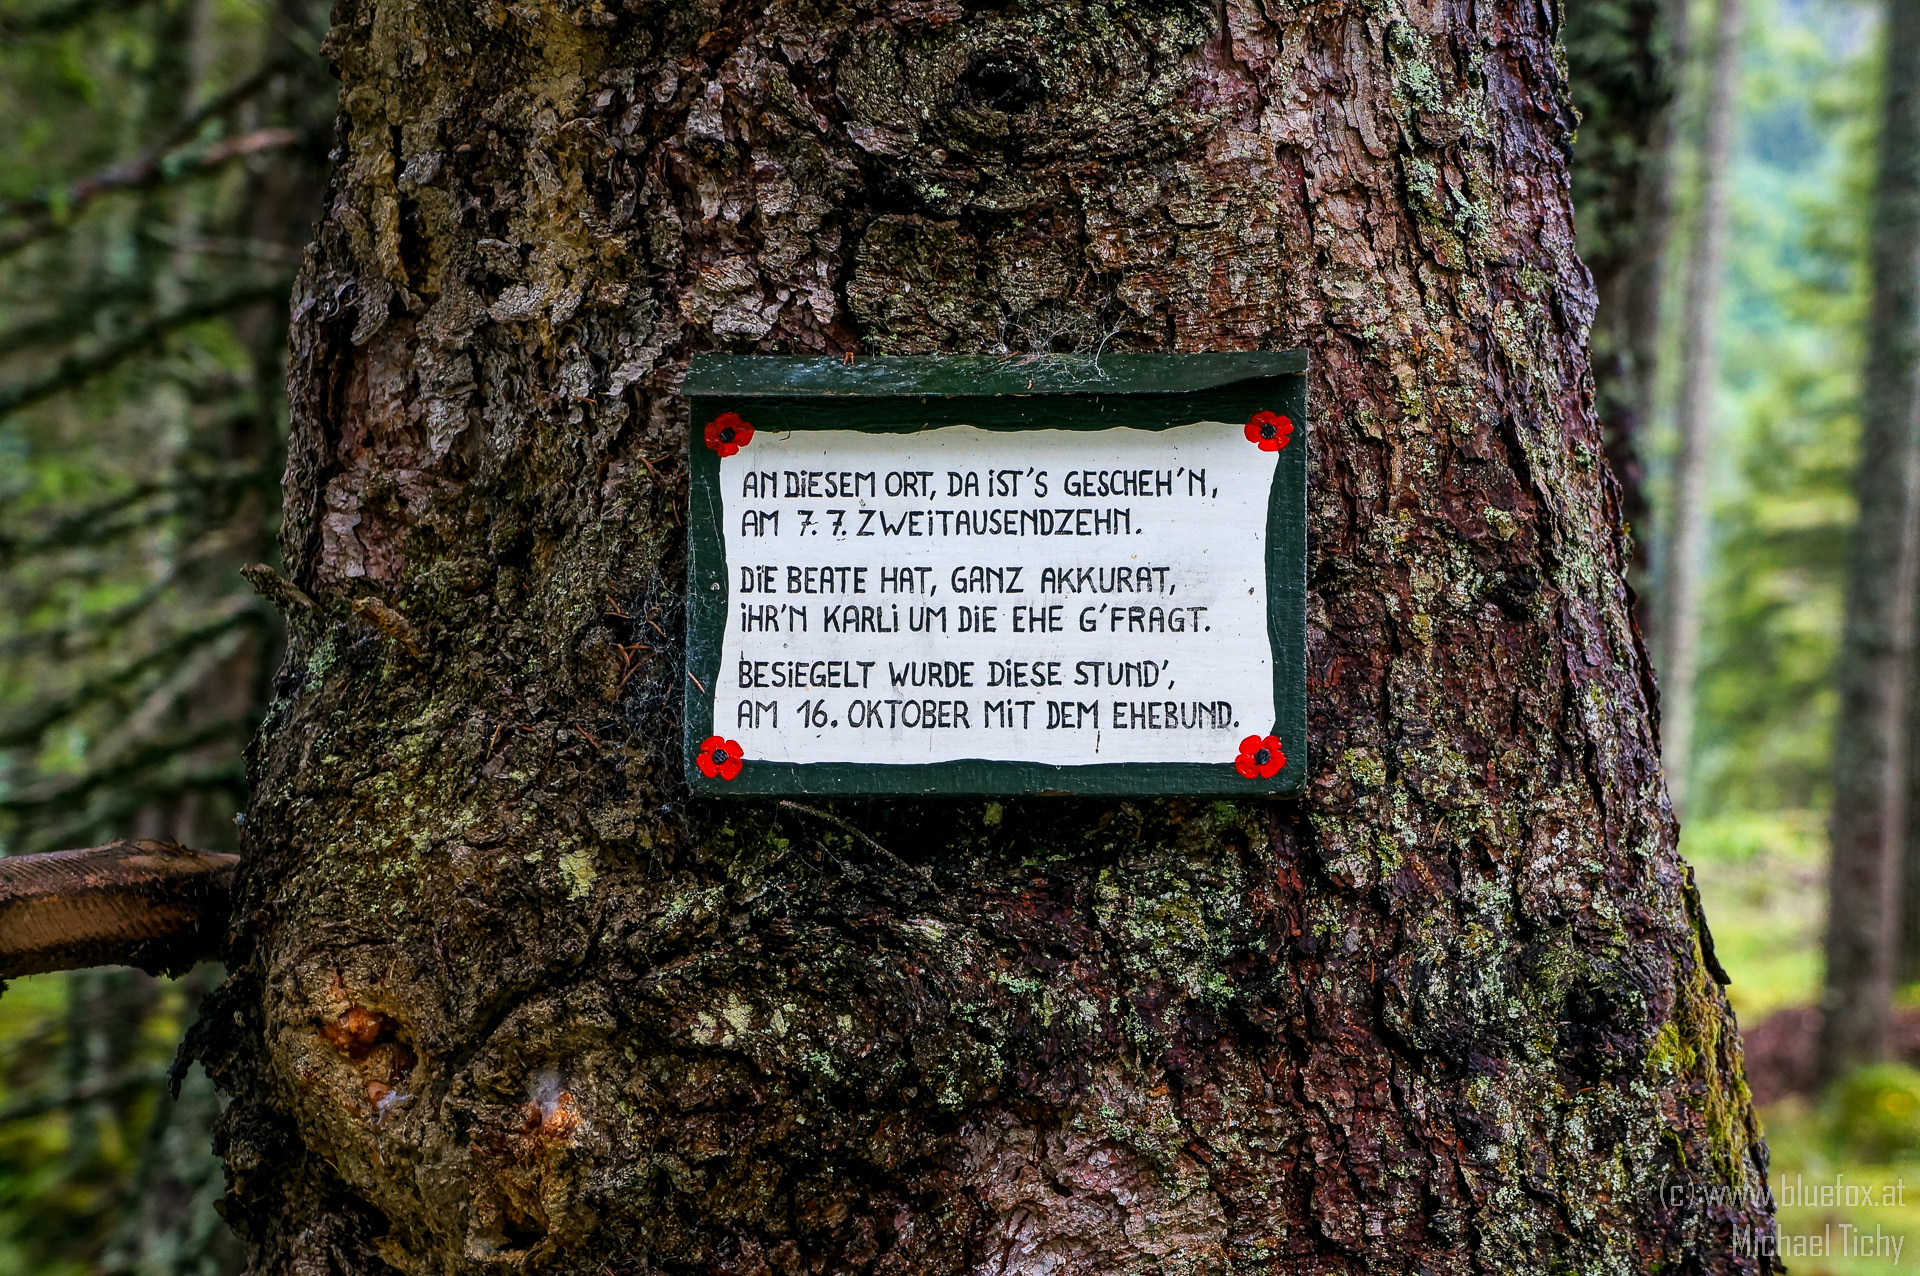 AN DiESEM ORT, DA iST'S GESCHEH'N,
AM 7. 7. ZWEiTAUSENDZEHN.
DiE BEATE HAT, GANZ AKKURAT,
iHR'N KARLi UM DiE EHE G'FRAGT.
BESiEGELT WURDE DiESE STUND',
AM 16. OKTOBER MiT DEM EHEBUND.
(c) www.bluefox.at
Michael Tichy